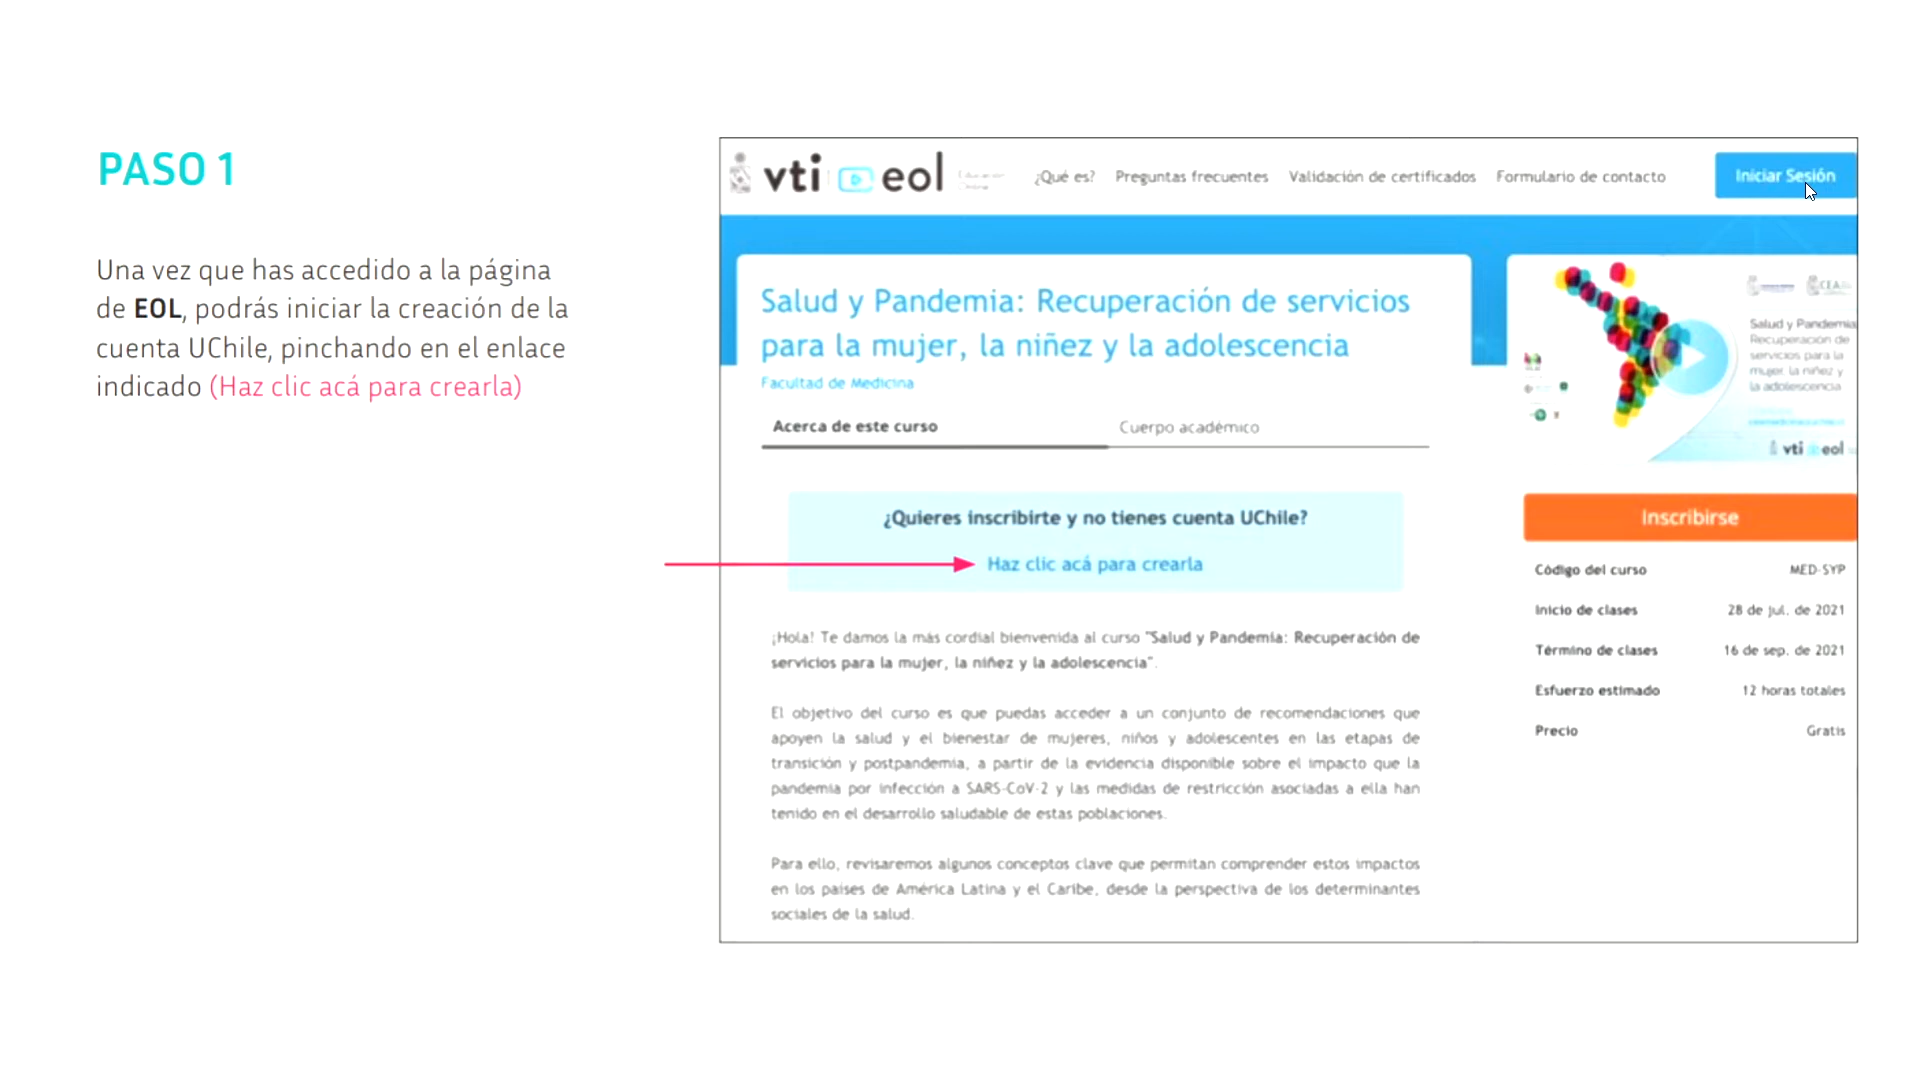 PASO 1
Una vez que has accedido a la página
de EOL, podrás iniciar la creación de la
cuenta UChile, pinchando en el enlace
indicado (Haz clic acá para crearla)
vti eol
¿Qué es?
Preguntas frecuentes
Validación de certificados
Formulario de contacto
Iniciar Sesión
Salud y Pandemia: Recuperación de servicios
para la mujer, la niñez y la adolescencia
Facultad de Medicina
Acerca de este curso
Cuerpo académico
¿Quieres inscribirte y no tienes cuenta UChile?
Haz clic acá para crearla
¡Hola! Te damos la más cordial bienvenida al curso "Salud y Pandemia: Recuperación de
servicios para la mujer, la niñez y la adolescencia".
El objetivo del curso es que puedas acceder a un conjunto de recomendaciones que
apoyen la salud y el bienestar de mujeres, niños y adolescentes en las etapas de
transición y postpandemia, a partir de la evidencia disponible sobre el impacto que la
pandemia por infección a SARS-CoV-2 y las medidas de restricción asociadas a ella han
tenido en el desarrollo saludable de estas poblaciones.
Para ello, revisaremos algunos conceptos clave que permitan comprender estos impactos
en los países de América Latina y el Caribe, desde la perspectiva de los determinantes
sociales de la salud.
CEA
Salud y Pandemia
Recuperación de
servicios para la
mujer, la niñez y
la adolescencia
vti eol
Inscribirse
Código del curso MED-SYP
Inicio de clases 28 de jul. de 2021
Término de clases 16 de sep. de 2021
Esfuerzo estimado 12 horas totales
Precio Gratis